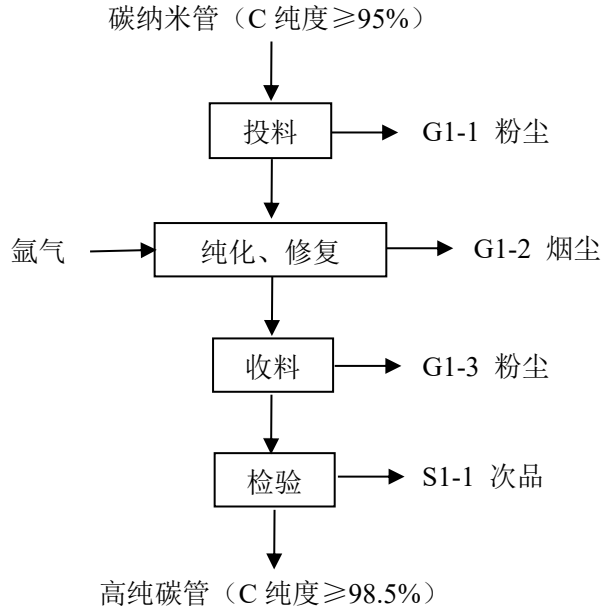 碳纳米管（C 纯度≥95%）
投料
G1-1 粉尘
氩气
纯化、修复
G1-2 烟尘
收料
G1-3 粉尘
检验
S1-1 次品
高纯碳管（C 纯度≥98.5%）